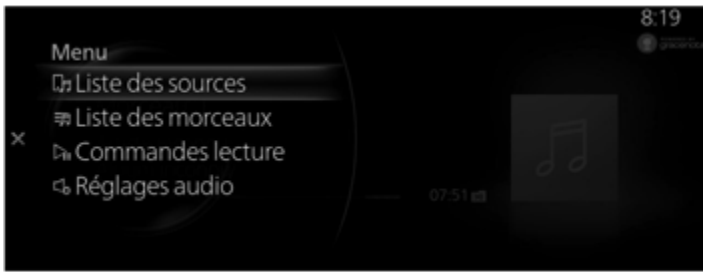 8:19
Menu
Liste des sources
Liste des morceaux
Commandes lecture
Réglages audio
07:51